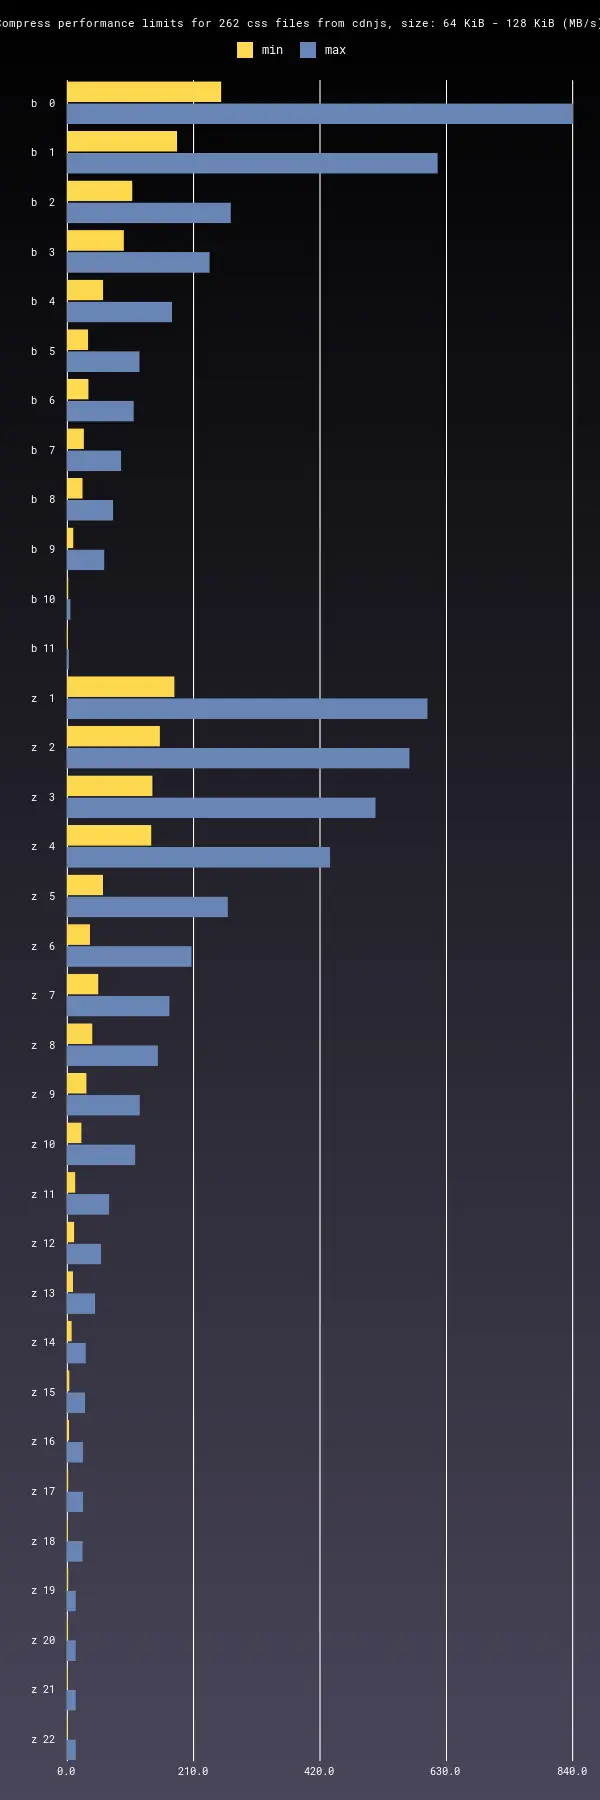 Compress performance limits for 262 css files from cdnjs, size: 64 KiB - 128 KiB (MB/s)
min max
b 0
b 1
b 2
b 3
b 4
b 5
b 6
b 7
b 8
b 9
b 10
b 11
z 1
z 2
z 3
z 4
z 5
z 6
z 7
z 8
z 9
z 10
z 11
z 12
z 13
z 14
z 15
z 16
z 17
z 18
z 19
z 20
z 21
z 22
0.0 210.0 420.0 630.0 840.0